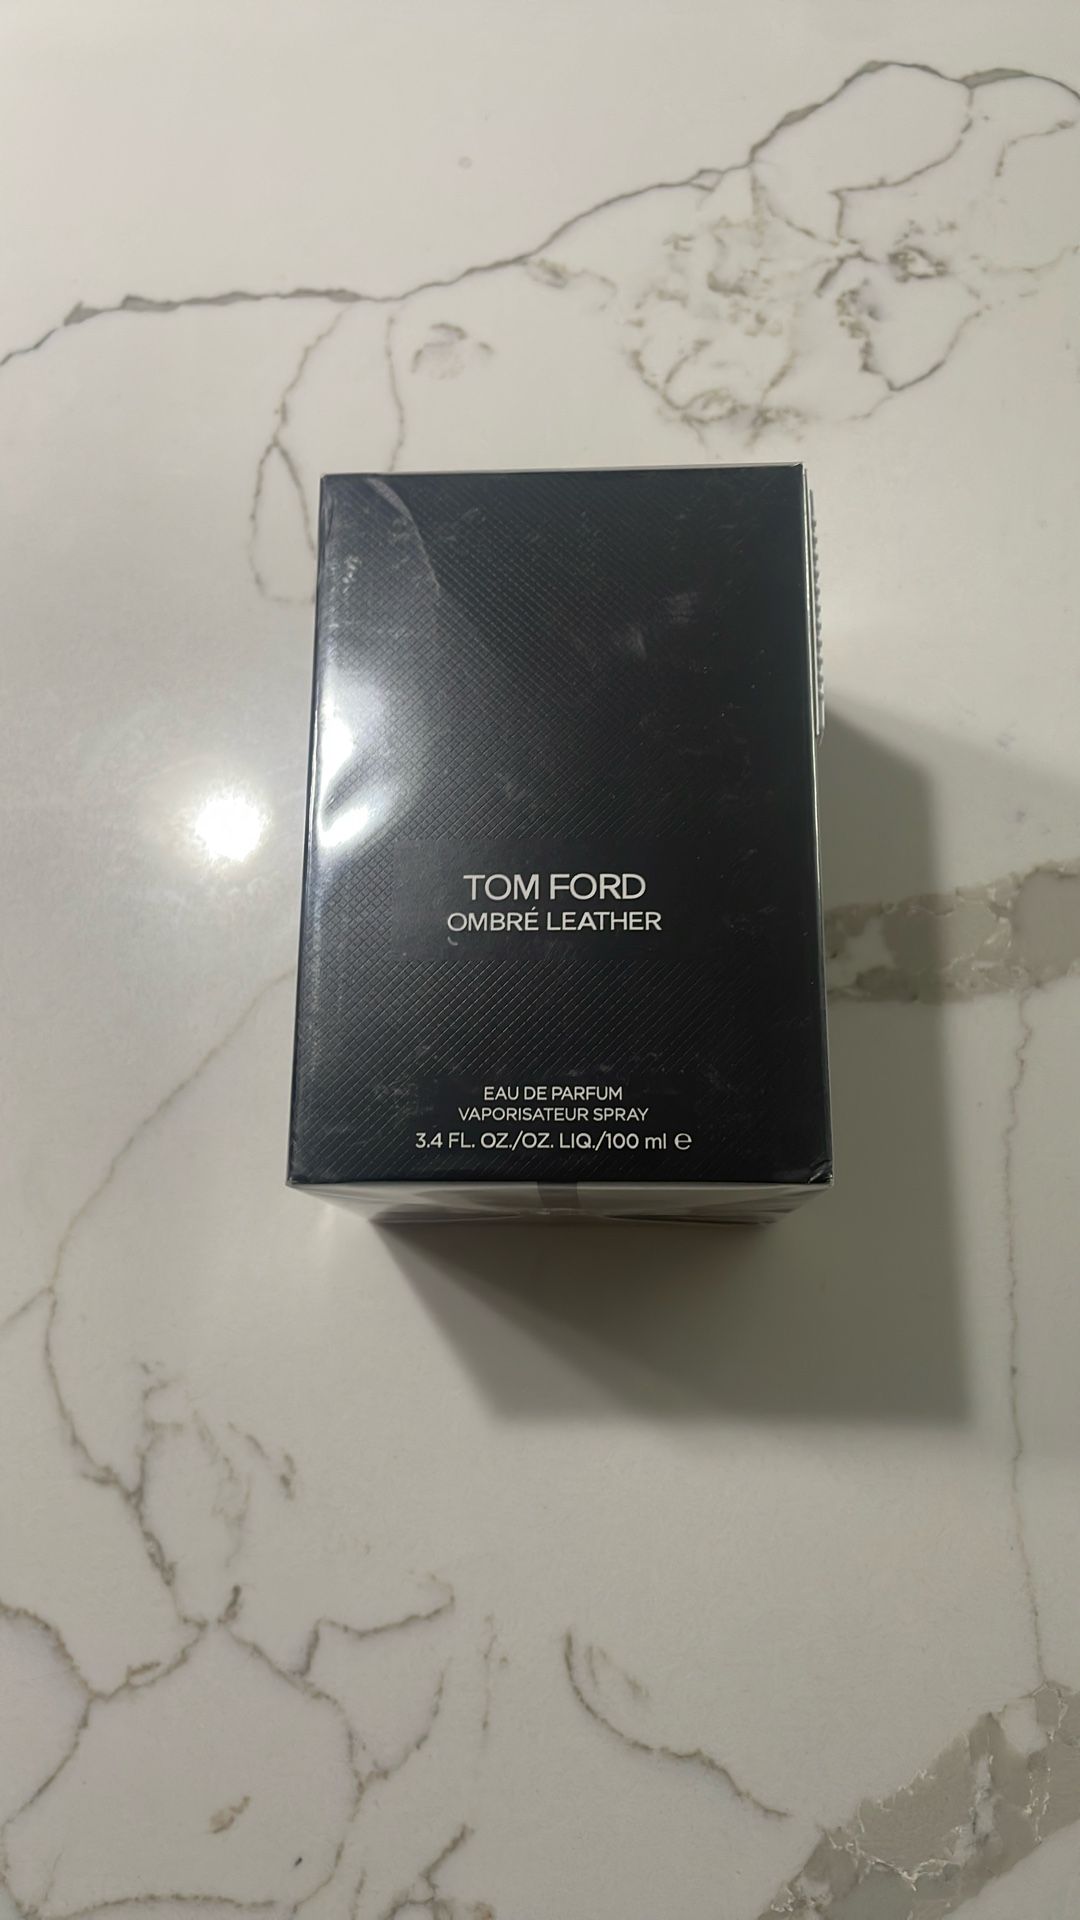 TOM FORD
OMBRÉ LEATHER
EAU DE PARFUM
VAPORISATEUR SPRAY
3.4 FL. OZ./OZ. LIQ./100 ml ℮